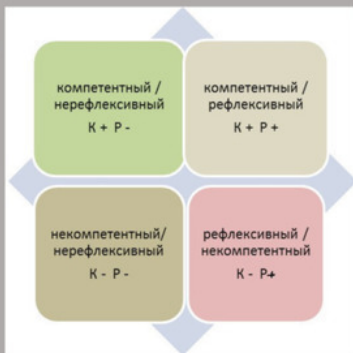 компетентный /
нерефлексивный
К + Р -
компетентный /
рефлексивный
К + Р +
некомпетентный/
нерефлексивный
К - Р -
рефлексивный /
некомпетентный
К - Р+